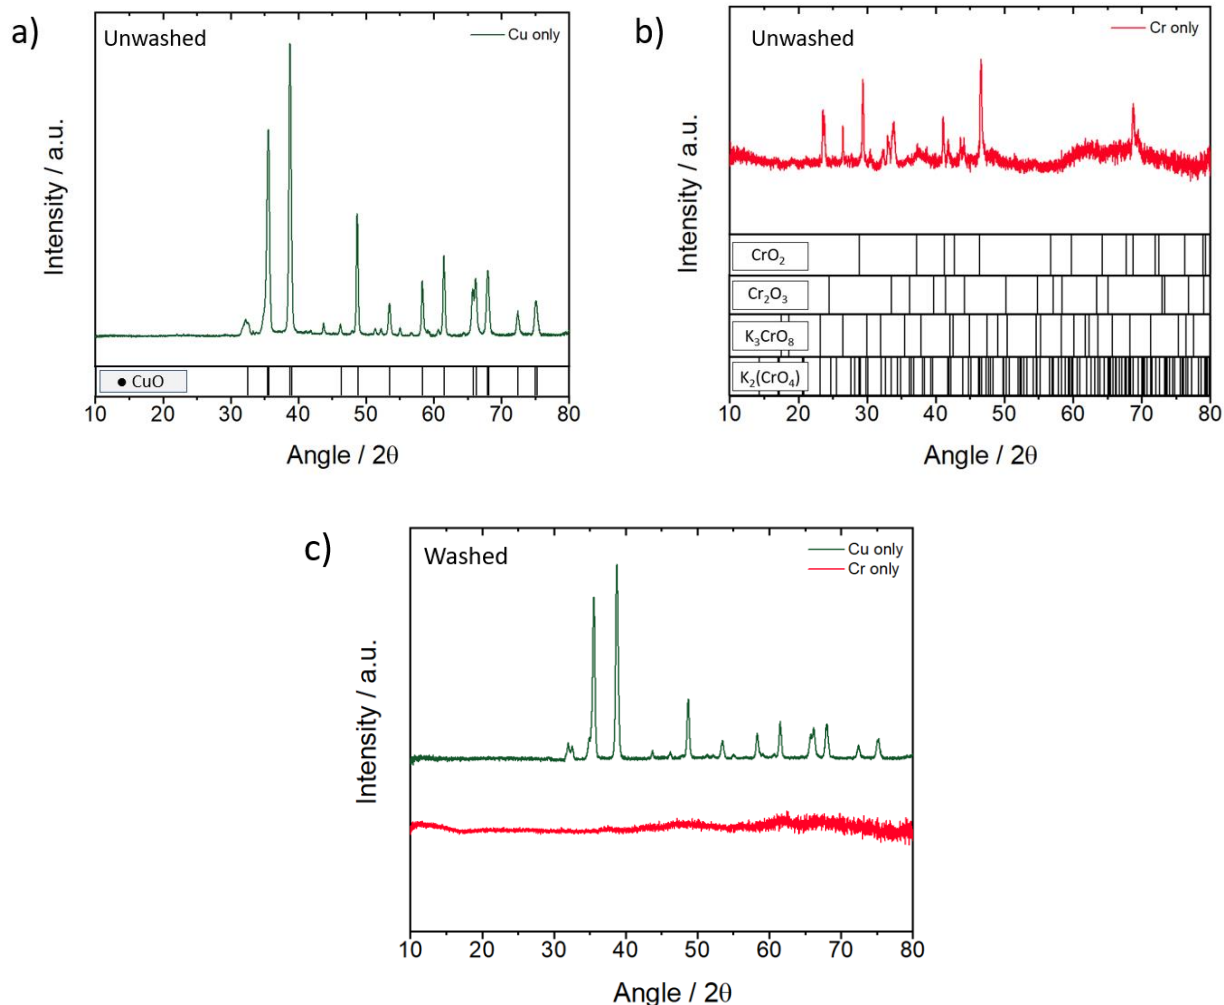 a)
Unwashed
Cu only
Intensity / a.u.
● CuO
10 20 30 40 50 60 70 80
Angle / 2θ
b)
Unwashed
Cr only
Intensity / a.u.
CrO₂
Cr₂O₃
K₃CrO₈
K₂(CrO₄)
10 20 30 40 50 60 70 80
Angle / 2θ
c)
Washed
Cu only
Cr only
Intensity / a.u.
10 20 30 40 50 60 70 80
Angle / 2θ